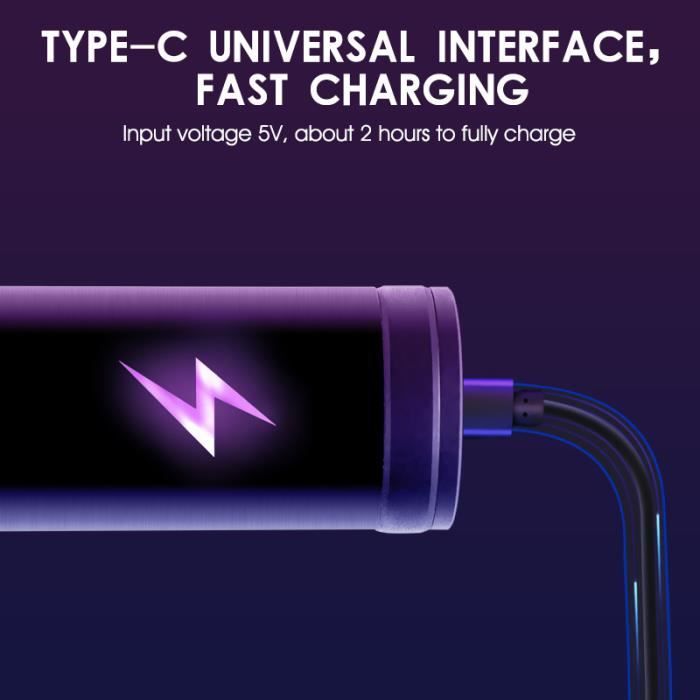 TYPE-C UNIVERSAL INTERFACE,
FAST CHARGING
Input voltage 5V, about 2 hours to fully charge